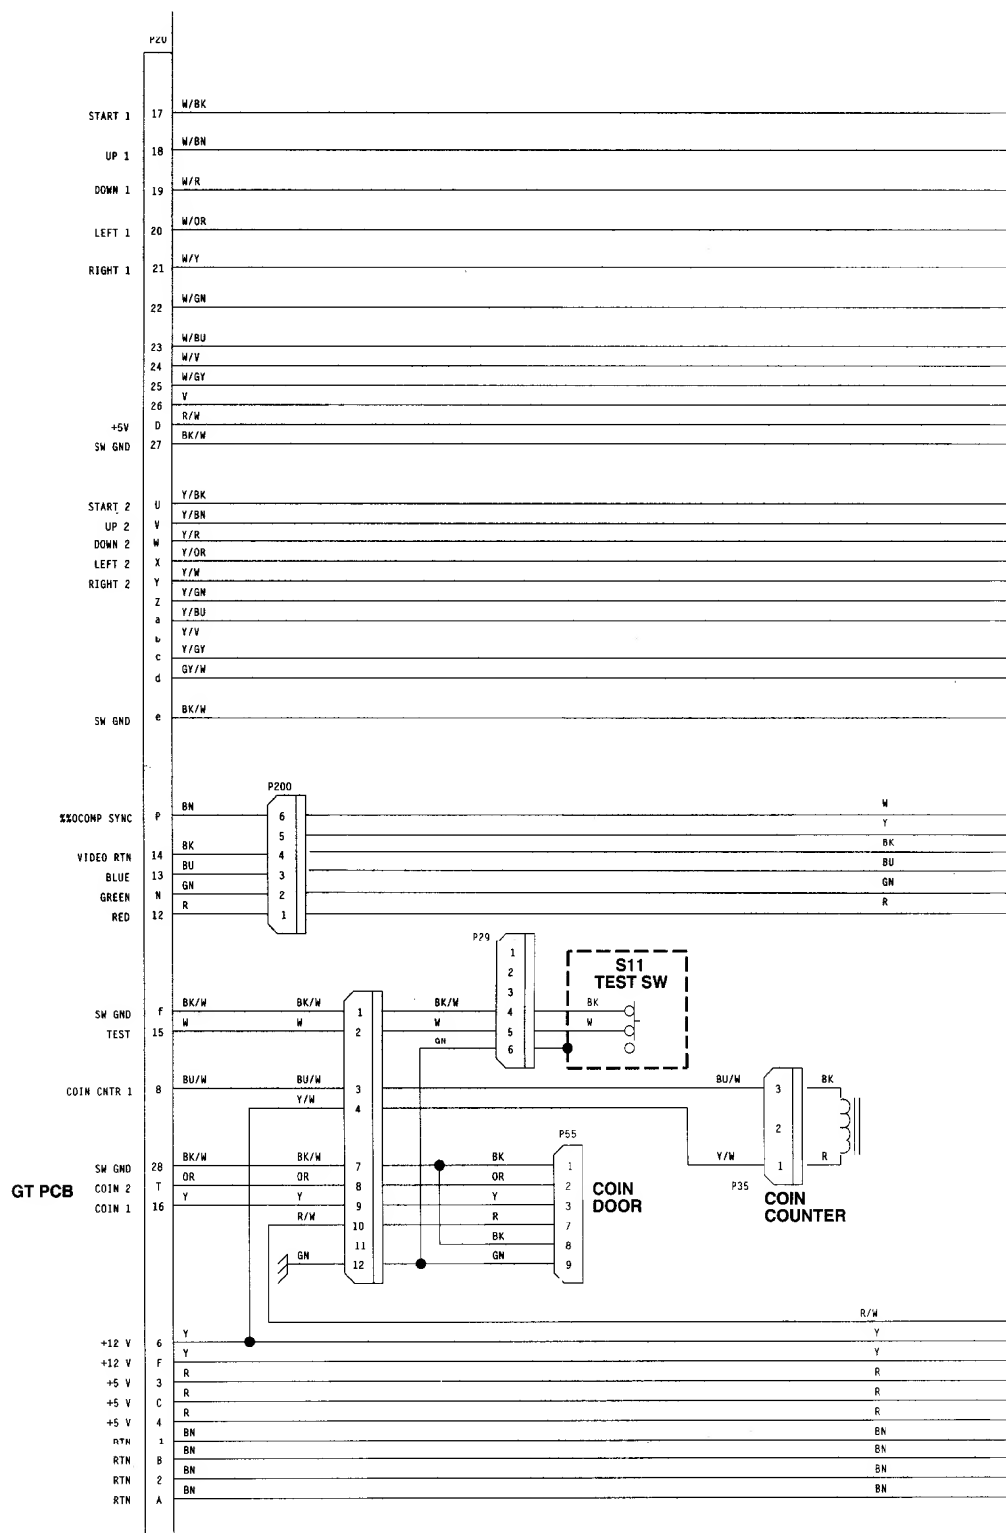 P20
W/BK
START 1 17
W/BN
UP 1 18
W/R
DOWN 1 19
W/OR
LEFT 1 20
W/Y
RIGHT 1 21
W/GN
22
W/BU
23
W/V
24
W/GY
25
V
26
R/W
+5V D
BK/W
SW GND 27
Y/BK
START 2 U
Y/BN
UP 2 V
Y/R
DOWN 2 W
Y/OR
LEFT 2 X
Y/W
RIGHT 2 Y
Y/GN
Z
Y/BU
a
Y/V
b
Y/GY
c
GY/W
d
BK/W
SW GND e
P200
BN W
%%OCOMP SYNC P 6
Y
5
BK BK
VIDEO RTN 14 4
BU BU
BLUE 13 3
GN GN
GREEN N 2
R R
RED 12 1
P29
1
2
3
S11
TEST SW
BK/W BK/W BK/W BK
SW GND f 1 4
W W W W
TEST 15 2 5
GN
6
BU/W BU/W BU/W BK
COIN CNTR 1 8 3 3
Y/W
4
2
P55
BK/W BK/W BK Y/W R
SW GND 28 7 1 1
OR OR OR
GT PCB COIN 2 T 8 2
COIN DOOR
P35
Y Y Y
COIN 1 16 9 3
COIN COUNTER
R/W R
10 7
BK
11 8
GN GN
12 9
R/W
Y Y
+12 V 6
Y Y
+12 V F
R R
+5 V 3
R R
+5 V C
R R
+5 V 4
BN BN
RTN 1
BN BN
RTN B
BN BN
RTN 2
BN BN
RTN A